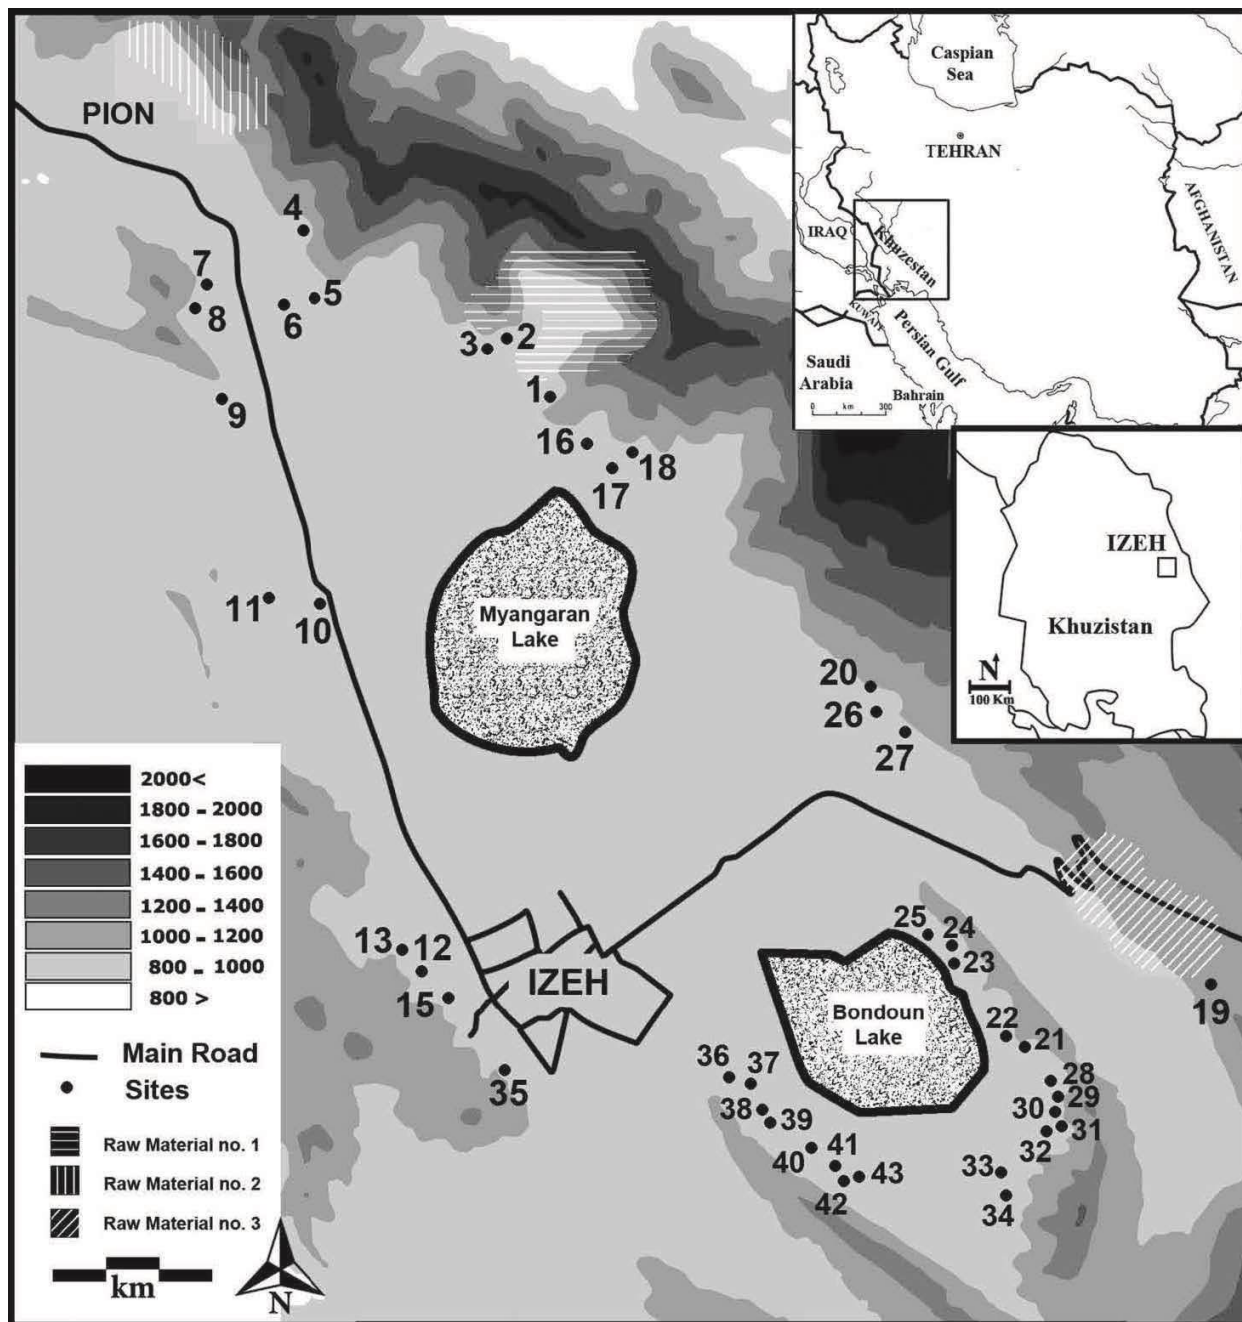 PION
4
7
5
8
6
3
2
1
9
16
18
17
Myangaran
Lake
11
10
20
26
27
13
12
15
IZEH
35
25
24
23
Bondoun
Lake
19
22
21
36
37
28
29
38
39
30
31
32
41
40
43
33
42
34
Caspian
Sea
TEHRAN
AFGHANISTAN
IRAQ
Khuzestan
KUWAIT
Persian Gulf
Saudi
Arabia
Bahrain
0 km 300
IZEH
Khuzistan
N
100 Km
2000<
1800 - 2000
1600 - 1800
1400 - 1600
1200 - 1400
1000 - 1200
800 - 1000
800 >
Main Road
Sites
Raw Material no. 1
Raw Material no. 2
Raw Material no. 3
km
N